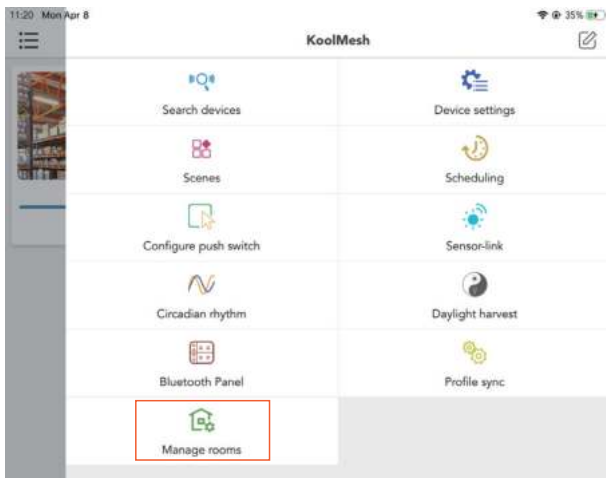 11:20 Mon Apr 8
35%
KoolMesh
Search devices
Device settings
Scenes
Scheduling
Configure push switch
Sensor-link
Circadian rhythm
Daylight harvest
Bluetooth Panel
Profile sync
Manage rooms